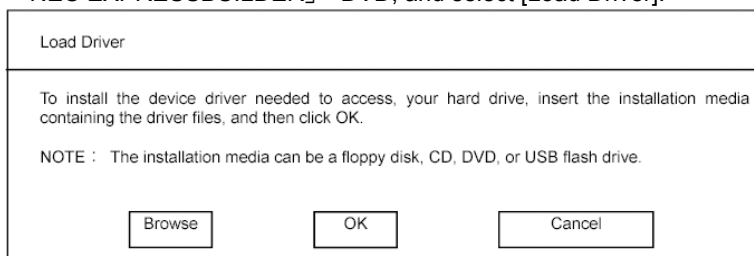 DVD, and select [Load Driver].
Load Driver
To install the device driver needed to access, your hard drive, insert the installation media
containing the driver files, and then click OK.
NOTE : The installation media can be a floppy disk, CD, DVD, or USB flash drive.
Browse OK Cancel